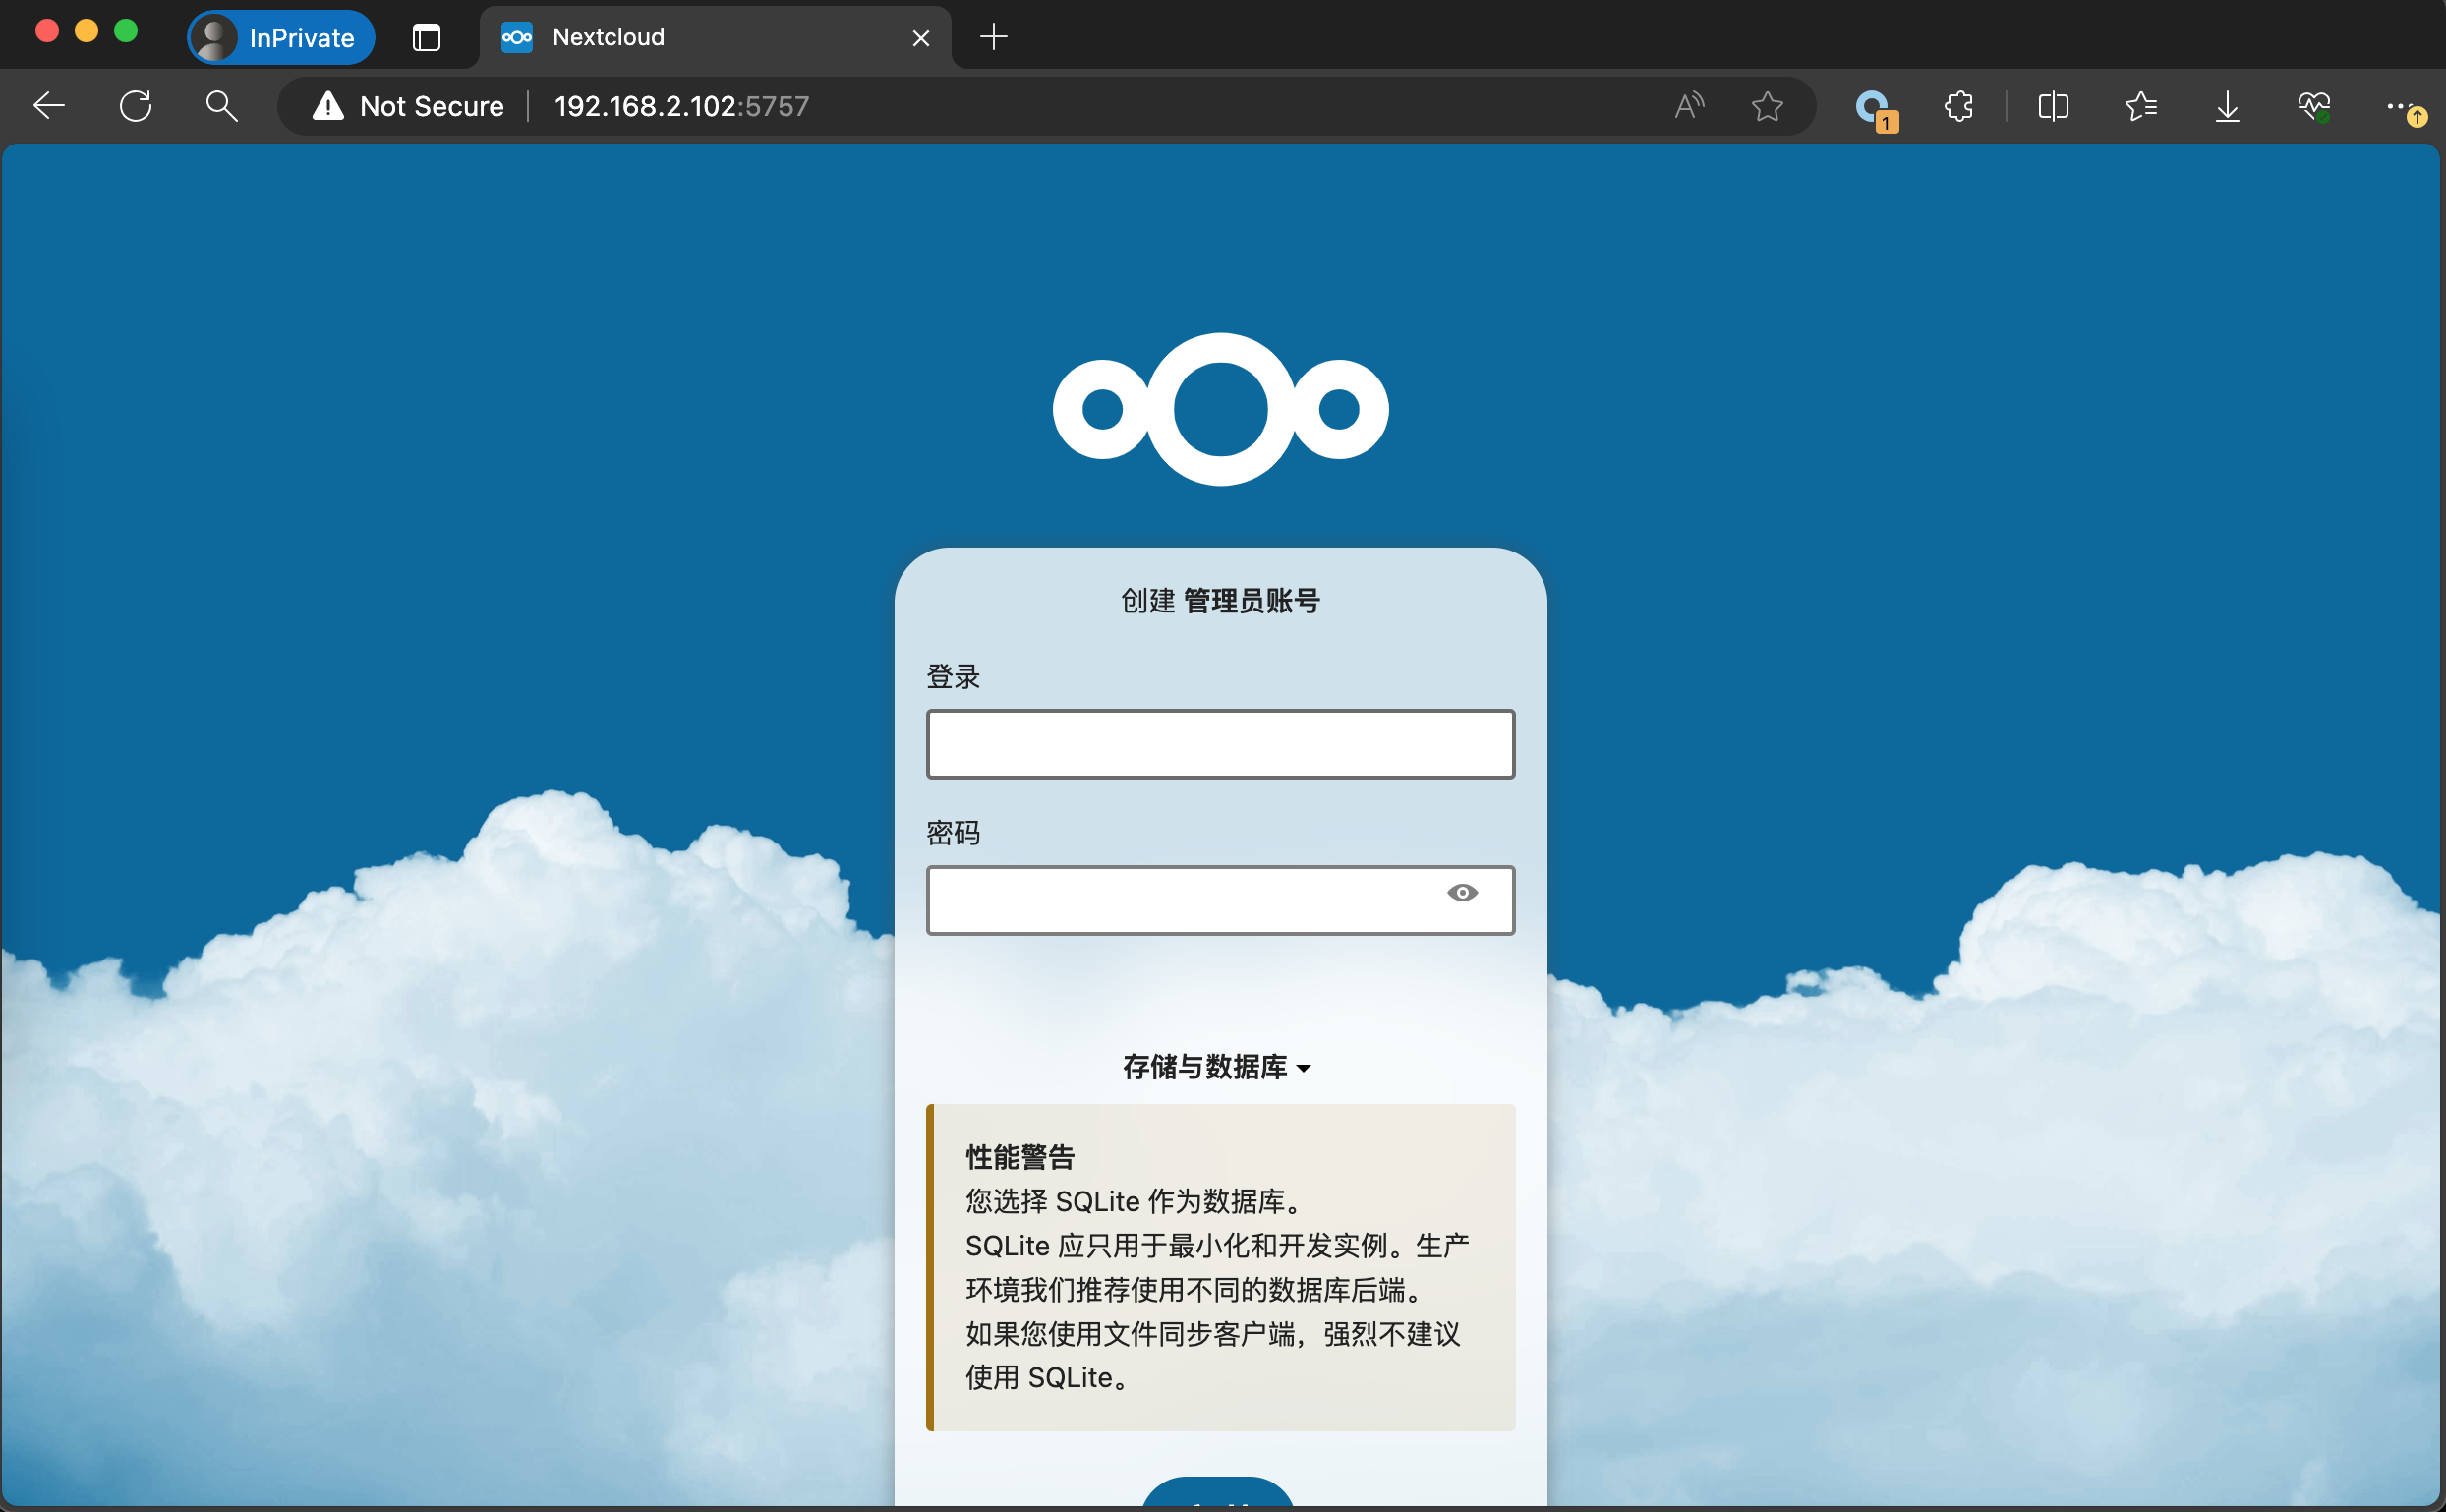 InPrivate
Nextcloud
Not Secure
192.168.2.102:5757
1
创建 管理员账号
登录
密码
存储与数据库
性能警告
您选择 SQLite 作为数据库。
SQLite 应只用于最小化和开发实例。生产
环境我们推荐使用不同的数据库后端。
如果您使用文件同步客户端，强烈不建议
使用 SQLite。